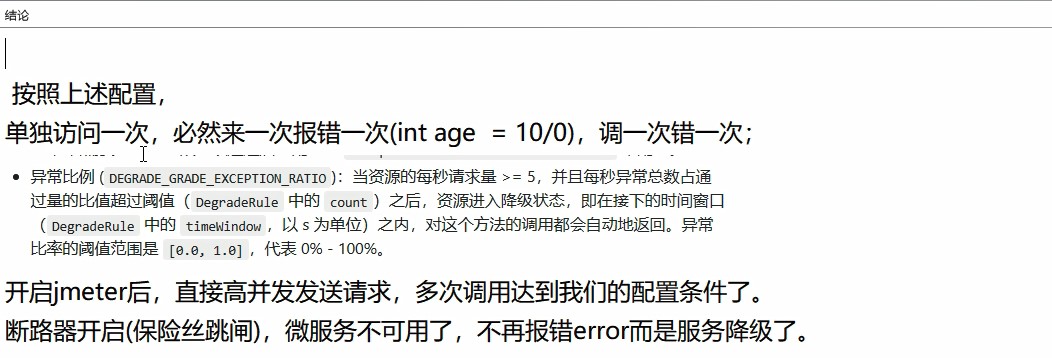 结论
按照上述配置，
单独访问一次，必然来一次报错一次(int age = 10/0)，调一次错一次；
异常比例 (DEGRADE_GRADE_EXCEPTION_RATIO)：当资源的每秒请求量 >= 5，并且每秒异常总数占通
过量的比值超过阈值（DegradeRule 中的 count）之后，资源进入降级状态，即在接下的时间窗口
（DegradeRule 中的 timeWindow，以 s 为单位）之内，对这个方法的调用都会自动地返回。异常
比率的阈值范围是 [0.0, 1.0]，代表 0% - 100%。
开启jmeter后，直接高并发发送请求，多次调用达到我们的配置条件了。
断路器开启(保险丝跳闸)，微服务不可用了，不再报错error而是服务降级了。